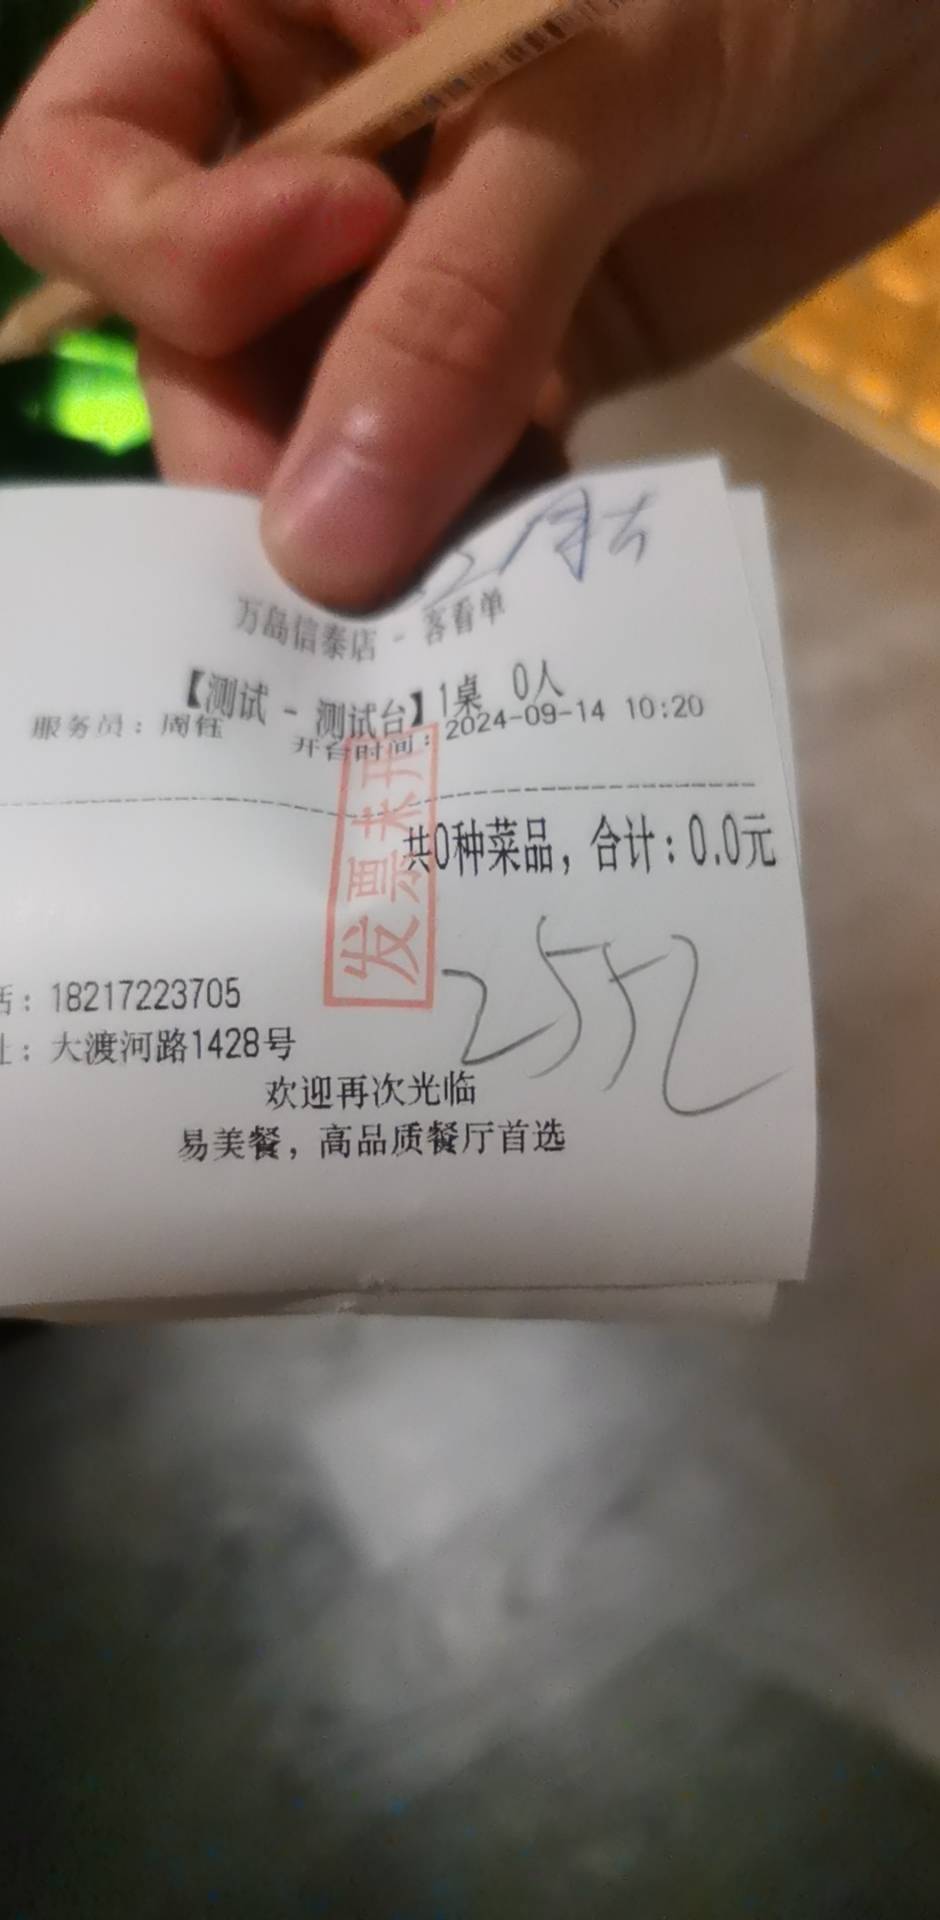 万岛信泰店 - 客看单
【测试 - 测试台】1桌 0人
服务员：周钰 开台时间：2024-09-14 10:20
共0种菜品，合计：0.0元
发票未开
话：18217223705
址：大渡河路1428号
欢迎再次光临
易美餐，高品质餐厅首选